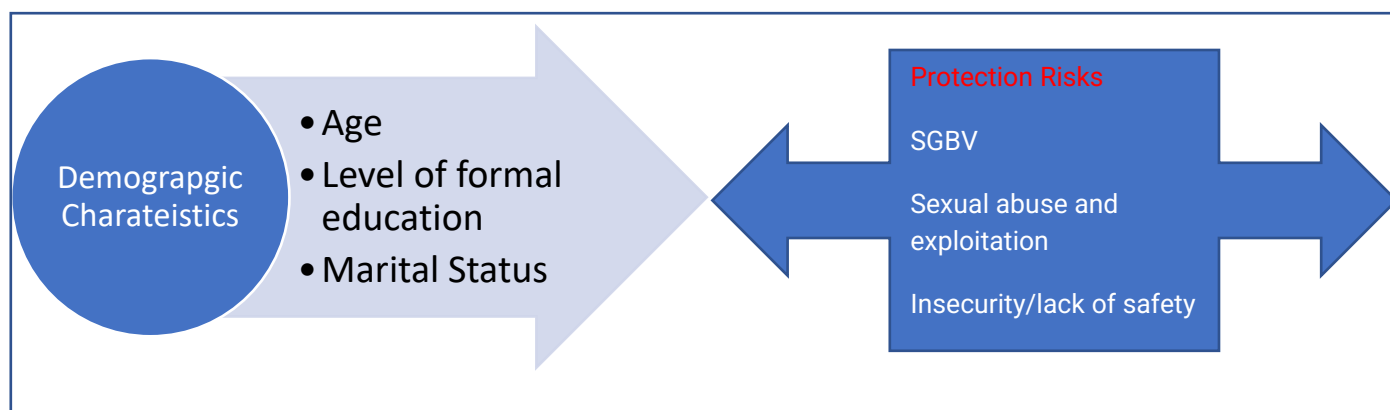 Demograpgic
Charateistics
•Age
•Level of formal
education
•Marital Status
Protection Risks
SGBV
Sexual abuse and
exploitation
Insecurity/lack of safety